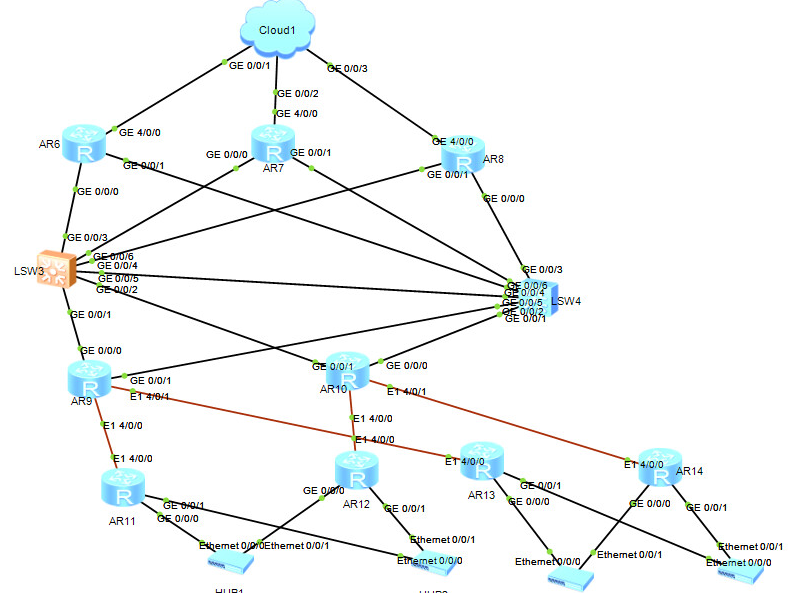 Cloud1
GE 0/0/1
GE 0/0/3
GE 0/0/2
GE 4/0/0
GE 4/0/0
GE 4/0/0
AR6
GE 0/0/0
GE 0/0/1
AR8
GE 0/0/1
AR7
GE 0/0/1
GE 0/0/0
GE 0/0/0
GE 0/0/3
GE 0/0/6
GE 0/0/4
LSW3
GE 0/0/5
GE 0/0/2
GE 0/0/3
GE 0/0/6
GE 0/0/4
LSW4
GE 0/0/5
GE 0/0/2
GE 0/0/1
GE 0/0/1
GE 0/0/0
GE 0/0/1
GE 0/0/0
GE 0/0/1
AR10
E1 4/0/1
E1 4/0/1
AR9
E1 4/0/0
E1 4/0/0
E1 4/0/0
E1 4/0/0
E1 4/0/0
E1 4/0/0
AR14
AR13
GE 0/0/1
GE 0/0/0
AR12
GE 0/0/0
GE 0/0/0
GE 0/0/1
GE 0/0/1
GE 0/0/1
AR11
GE 0/0/0
Ethernet 0/0/0
Ethernet 0/0/1
Ethernet 0/0/1
Ethernet 0/0/0
Ethernet 0/0/0
Ethernet 0/0/1
Ethernet 0/0/1
Ethernet 0/0/0
HUB1